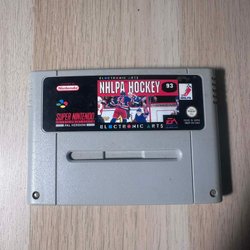 ELECTRONIC ARTS
Nintendo
NHLPA HOCKEY 93
SUPER NINTENDO
ENTERTAINMENT SYSTEM
PAL VERSION
EA
ELECTRONIC ARTS